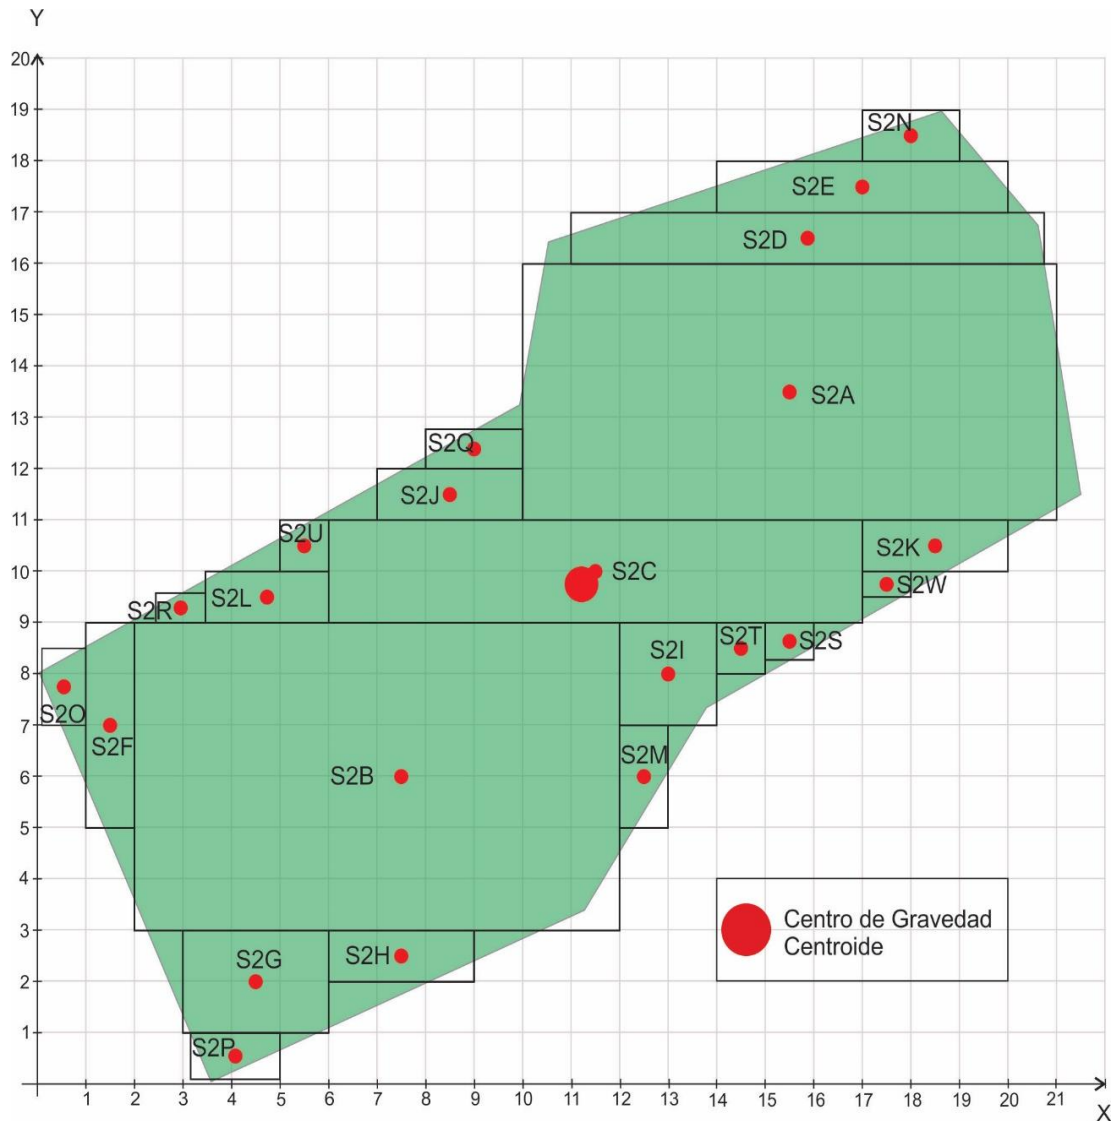 Y
20
19
S2N
18
S2E
17
S2D
16
15
14
S2A
13
S2Q
12
S2J
11
S2U
S2K
10
S2C
S2L
S2W
S2R
9
S2T
S2S
S2I
8
S2O
7
S2F
S2M
6
S2B
5
4
Centro de Gravedad
Centroide
3
S2G
S2H
2
1
S2P
1 2 3 4 5 6 7 8 9 10 11 12 13 14 15 16 17 18 19 20 21
X